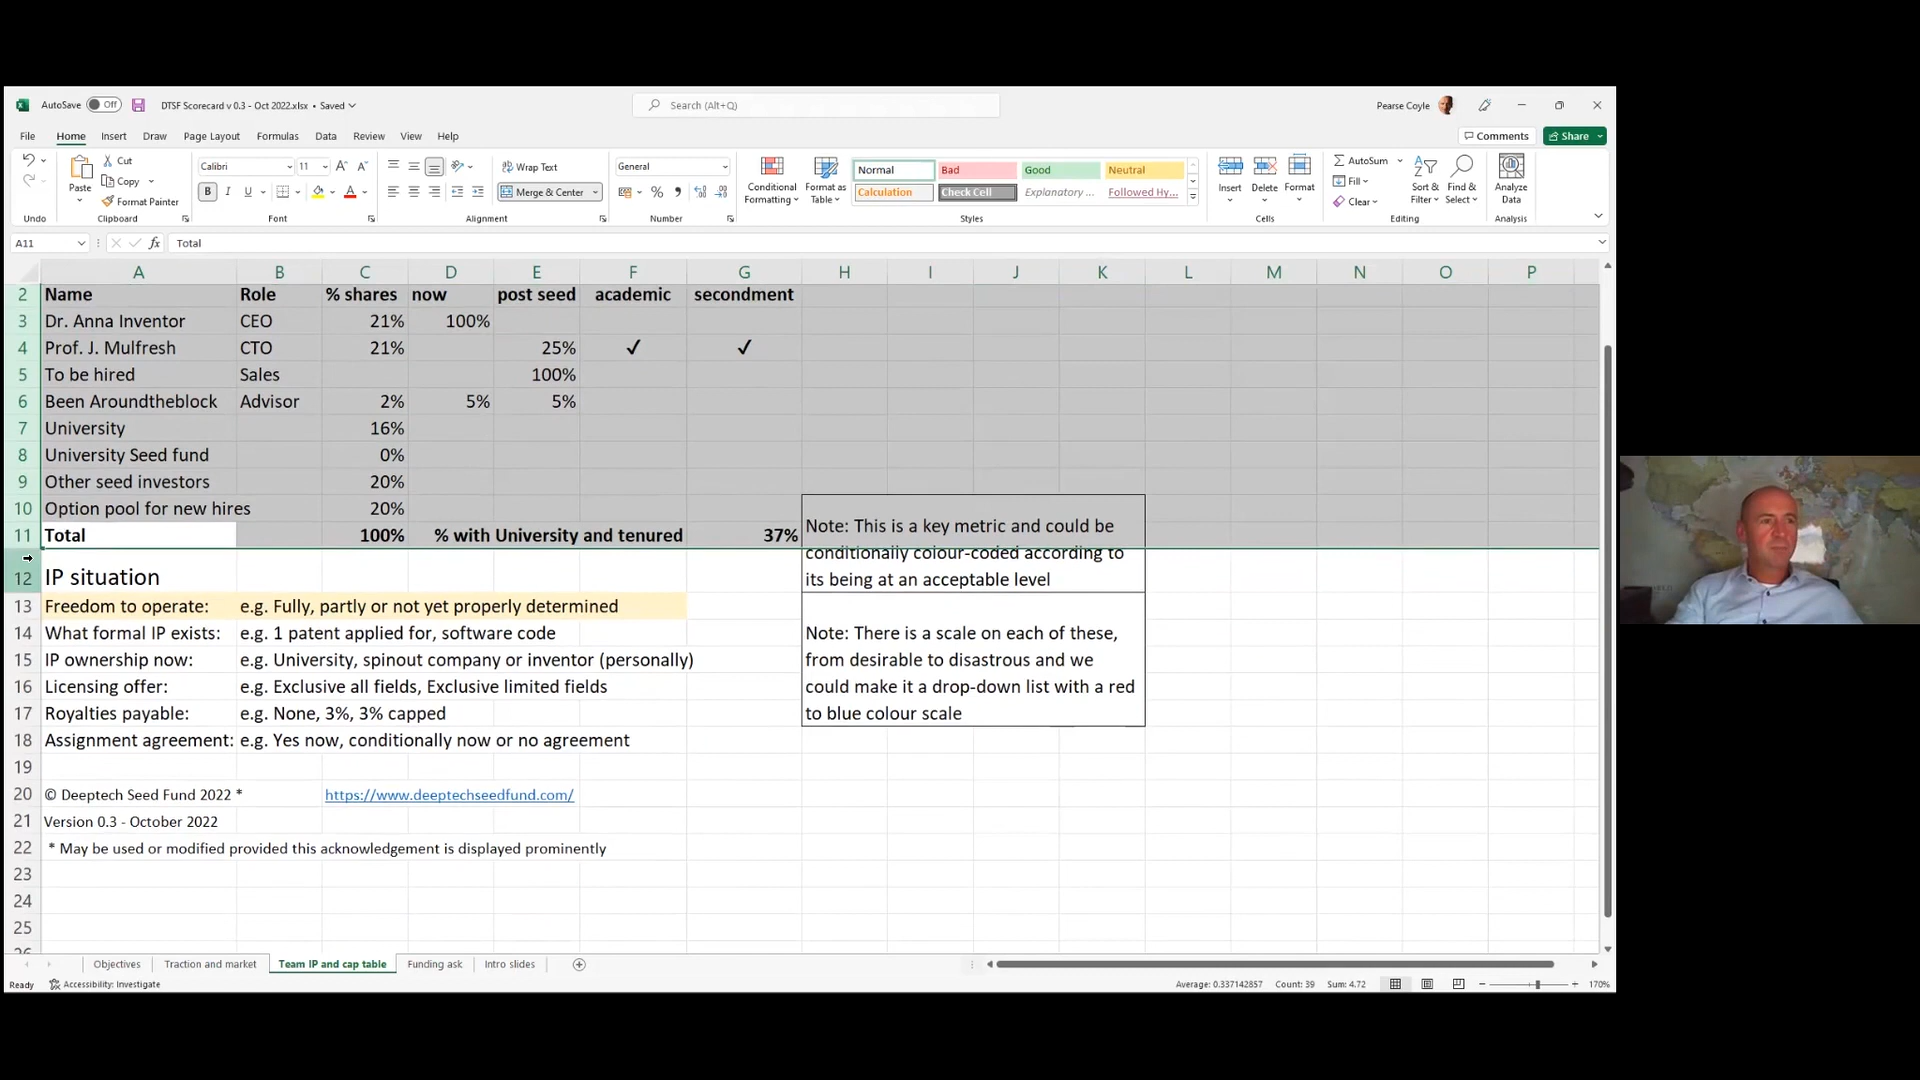 AutoSave Off DTSF Scorecard v 0.3 - Oct 2022.xlsx • Saved Search (Alt+Q) Pearse Coyle
File Home Insert Draw Page Layout Formulas Data Review View Help Comments Share
Paste Cut Copy Format Painter Calibri 11 Wrap Text Merge & Center General Conditional Formatting Format as Table Normal Bad Good Neutral Calculation Check Cell Explanatory ... Followed Hy... Insert Delete Format AutoSum Fill Clear Sort & Filter Find & Select Analyze Data
Undo Clipboard Font Alignment Number Styles Cells Editing Analysis
A11 fx Total
A B C D E F G H I J K L M N O P
2 Name Role % shares now post seed academic secondment
3 Dr. Anna Inventor CEO 21% 100%
4 Prof. J. Mulfresh CTO 21% 25% ✓ ✓
5 To be hired Sales 100%
6 Been Aroundtheblock Advisor 2% 5% 5%
7 University 16%
8 University Seed fund 0%
9 Other seed investors 20%
10 Option pool for new hires 20%
11 Total 100% % with University and tenured 37%
Note: This is a key metric and could be
conditionally colour-coded according to
its being at an acceptable level
12 IP situation
13 Freedom to operate: e.g. Fully, partly or not yet properly determined
14 What formal IP exists: e.g. 1 patent applied for, software code
15 IP ownership now: e.g. University, spinout company or inventor (personally)
16 Licensing offer: e.g. Exclusive all fields, Exclusive limited fields
17 Royalties payable: e.g. None, 3%, 3% capped
18 Assignment agreement: e.g. Yes now, conditionally now or no agreement
Note: There is a scale on each of these,
from desirable to disastrous and we
could make it a drop-down list with a red
to blue colour scale
19
20 © Deeptech Seed Fund 2022 * https://www.deeptechseedfund.com/
21 Version 0.3 - October 2022
22 * May be used or modified provided this acknowledgement is displayed prominently
23
24
25
26
Objectives Traction and market Team IP and cap table Funding ask Intro slides
Ready Accessibility: Investigate Average: 0.337142857 Count: 39 Sum: 4.72 170%